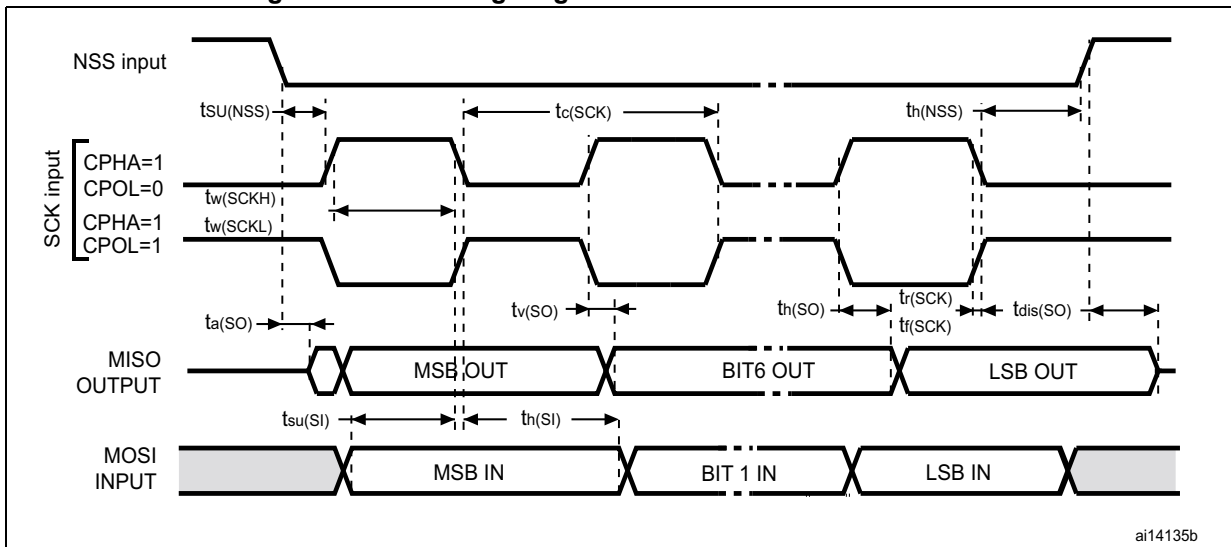 NSS input
tSU(NSS)
tc(SCK)
th(NSS)
SCK input
CPHA=1
CPOL=0
tw(SCKH)
CPHA=1
tw(SCKL)
CPOL=1
ta(SO)
tv(SO)
th(SO)
tr(SCK)
tf(SCK)
tdis(SO)
MISO
OUTPUT
MSB OUT
BIT6 OUT
LSB OUT
tsu(SI)
th(SI)
MOSI
INPUT
MSB IN
BIT 1 IN
LSB IN
ai14135b